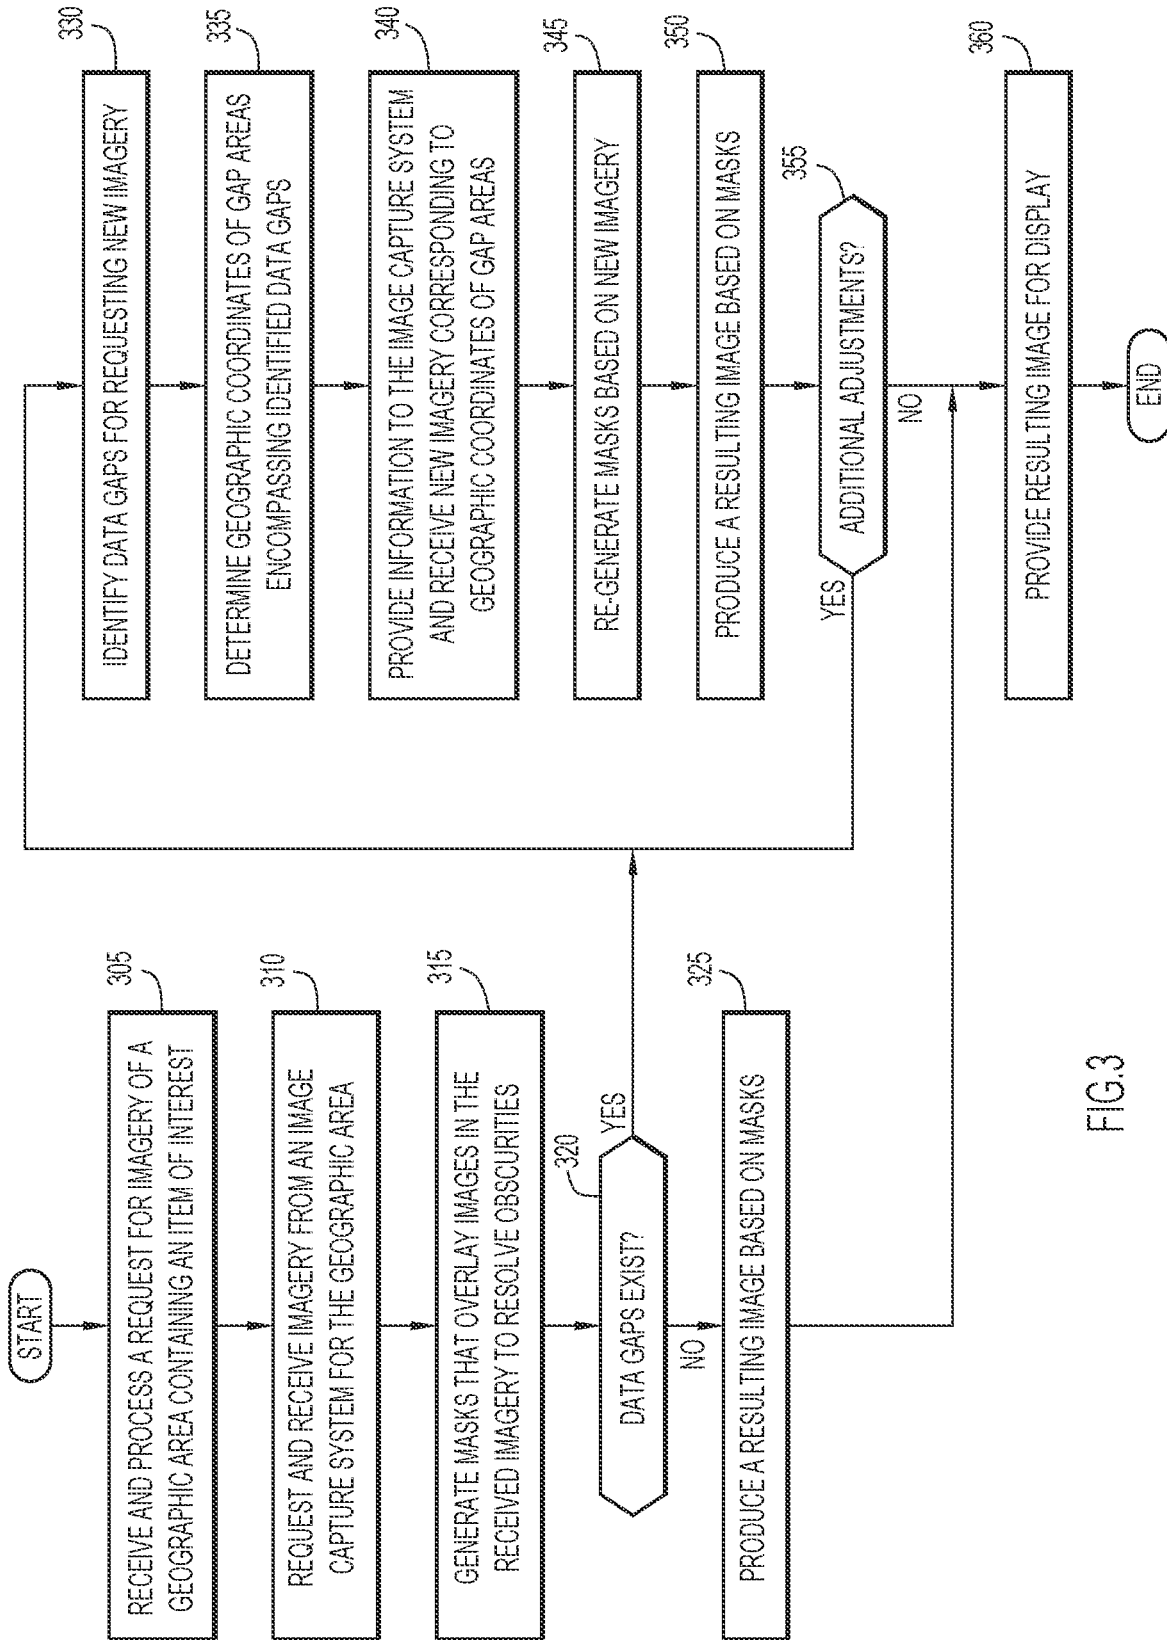 START
305
RECEIVE AND PROCESS A REQUEST FOR IMAGERY OF A
GEOGRAPHIC AREA CONTAINING AN ITEM OF INTEREST
310
REQUEST AND RECEIVE IMAGERY FROM AN IMAGE
CAPTURE SYSTEM FOR THE GEOGRAPHIC AREA
315
GENERATE MASKS THAT OVERLAY IMAGES IN THE
RECEIVED IMAGERY TO RESOLVE OBSCURITIES
320
DATA GAPS EXIST?
YES
NO
325
PRODUCE A RESULTING IMAGE BASED ON MASKS
330
IDENTIFY DATA GAPS FOR REQUESTING NEW IMAGERY
335
DETERMINE GEOGRAPHIC COORDINATES OF GAP AREAS
ENCOMPASSING IDENTIFIED DATA GAPS
340
PROVIDE INFORMATION TO THE IMAGE CAPTURE SYSTEM
AND RECEIVE NEW IMAGERY CORRESPONDING TO
GEOGRAPHIC COORDINATES OF GAP AREAS
345
RE-GENERATE MASKS BASED ON NEW IMAGERY
350
PRODUCE A RESULTING IMAGE BASED ON MASKS
355
ADDITIONAL ADJUSTMENTS?
YES
NO
360
PROVIDE RESULTING IMAGE FOR DISPLAY
END
FIG.3